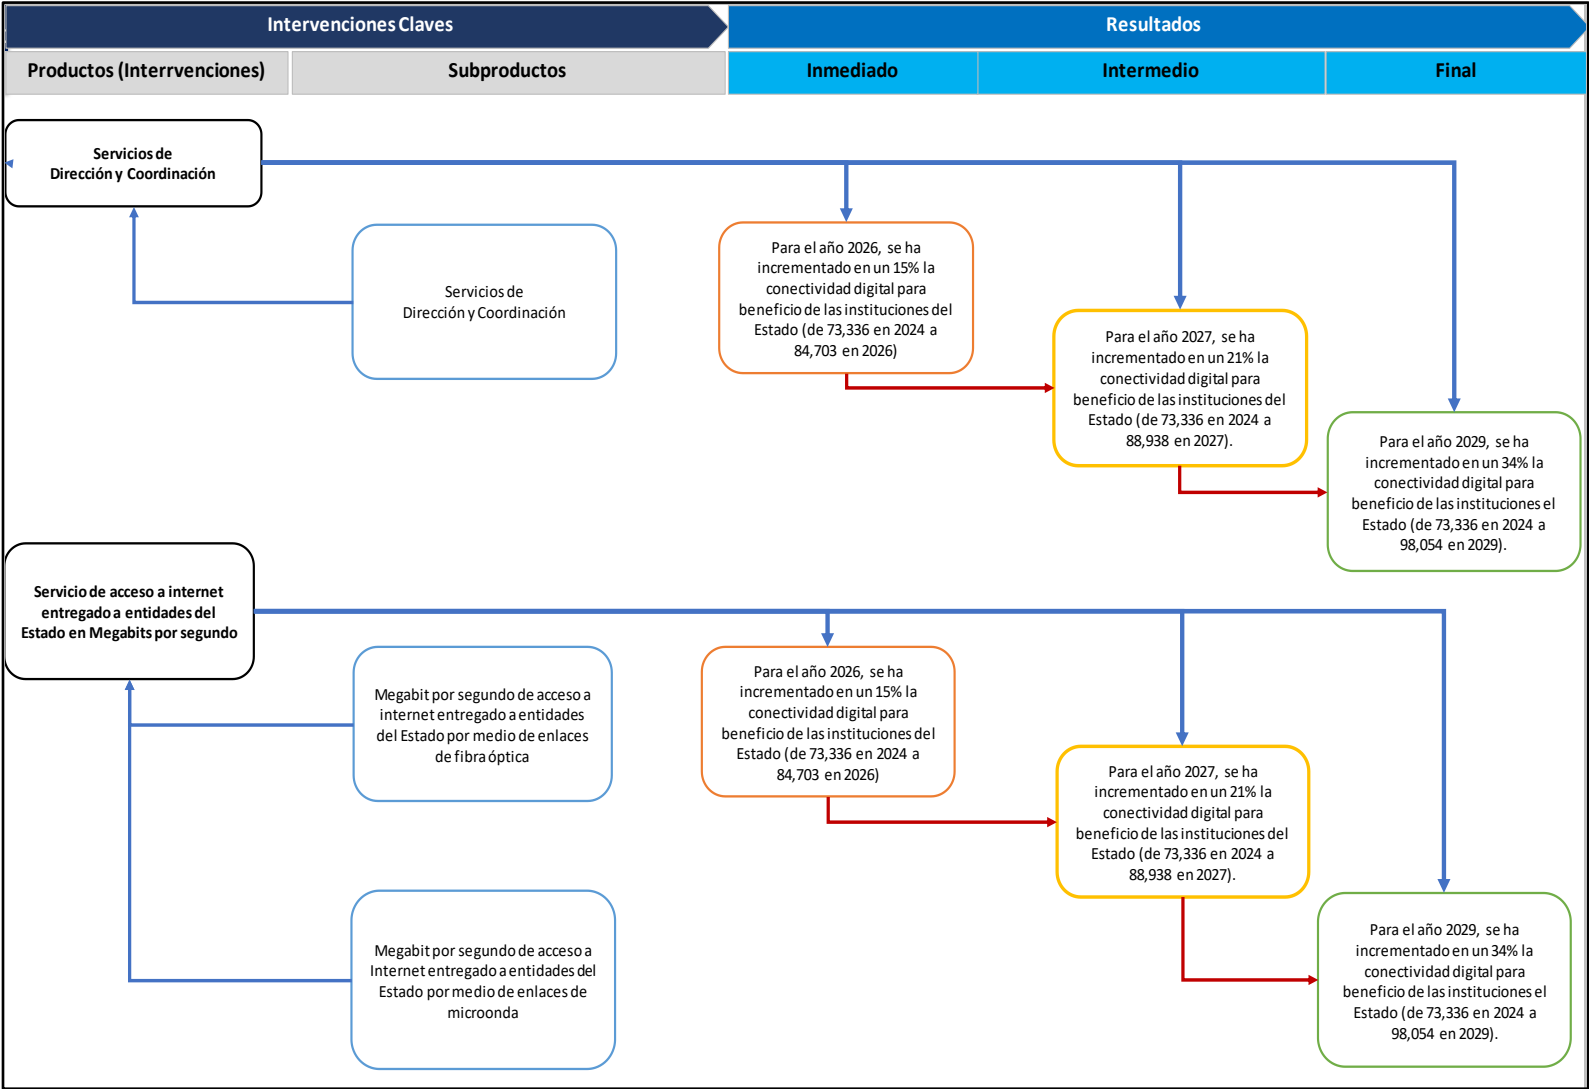 Intervenciones Claves
Resultados
Productos (Interrvenciones)
Subproductos
Inmediado
Intermedio
Final
Servicios de
Dirección y Coordinación
Servicios de
Dirección y Coordinación
Para el año 2026, se ha
incrementado en un 15% la
conectividad digital para
beneficio de las instituciones del
Estado (de 73,336 en 2024 a
84,703 en 2026)
Para el año 2027, se ha
incrementado en un 21% la
conectividad digital para
beneficio de las instituciones del
Estado (de 73,336 en 2024 a
88,938 en 2027).
Para el año 2029, se ha
incrementado en un 34% la
conectividad digital para
beneficio de las instituciones el
Estado (de 73,336 en 2024 a
98,054 en 2029).
Servicio de acceso a internet
entregado a entidades del
Estado en Megabits por segundo
Megabit por segundo de acceso a
internet entregado a entidades
del Estado por medio de enlaces
de fibra óptica
Megabit por segundo de acceso a
Internet entregado a entidades del
Estado por medio de enlaces de
microonda
Para el año 2026, se ha
incrementado en un 15% la
conectividad digital para
beneficio de las instituciones del
Estado (de 73,336 en 2024 a
84,703 en 2026)
Para el año 2027, se ha
incrementado en un 21% la
conectividad digital para
beneficio de las instituciones del
Estado (de 73,336 en 2024 a
88,938 en 2027).
Para el año 2029, se ha
incrementado en un 34% la
conectividad digital para
beneficio de las instituciones el
Estado (de 73,336 en 2024 a
98,054 en 2029).